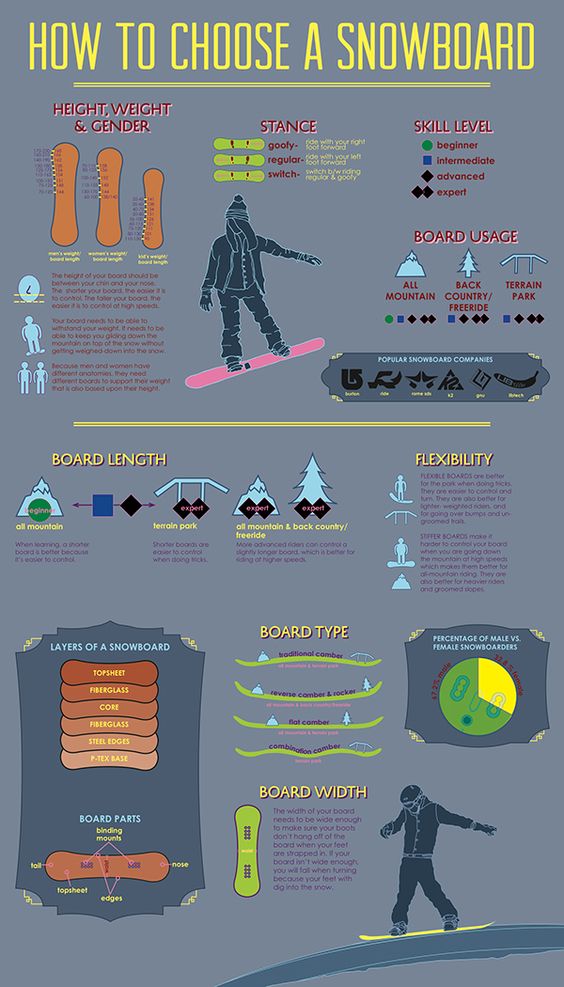 HOW TO CHOOSE A SNOWBOARD
HEIGHT, WEIGHT
& GENDER
men's weight/
board length
women's weight/
board length
kid's weight/
board length
The height of your board should be
between your chin and your nose.
The shorter your board, the easier it is
to control. The taller your board, the
easier it is to control at high speeds.
Your board needs to be able to
withstand your weight. It needs to be
able to keep you gliding down the
mountain on top of the snow without
getting weighed-down into the snow.
Because men and women have
different anatomies, they need
different boards to support their weight
that is also based upon their height.
STANCE
goofy- ride with your right
foot forward
regular- ride with your left
foot forward
switch- switch b/w riding
regular & goofy
SKILL LEVEL
beginner
intermediate
advanced
expert
BOARD USAGE
ALL
MOUNTAIN
BACK
COUNTRY/
FREERIDE
TERRAIN
PARK
POPULAR SNOWBOARD COMPANIES
burton
ride
rome sds
k2
gnu
libtech
BOARD LENGTH
beginner
all mountain
expert
terrain park
expert
expert
all mountain & back country/
freeride
When learning, a shorter
board is better because
it's easier to control.
Shorter boards are
easier to control
when doing tricks.
More advanced riders can control a
slightly longer board, which is better for
riding at higher speeds.
FLEXIBILITY
FLEXIBLE BOARDS are better
for the park when doing tricks.
They are easier to control and
turn. They are also better for
lighter- weighted riders, and
for going over bumps and un-
groomed trails.
STIFFER BOARDS make it
harder to control your board
when you are going down
the mountain at high speeds
which makes them better for
all-mountain riding. They are
also better for heavier riders
and groomed slopes.
LAYERS OF A SNOWBOARD
TOPSHEET
FIBERGLASS
CORE
FIBERGLASS
STEEL EDGES
P-TEX BASE
BOARD PARTS
binding
mounts
tail
waist
nose
topsheet
edges
BOARD TYPE
traditional camber
all mountain & terrain park
reverse camber & rocker
all mountain & back country/freeride
flat camber
all mountain & terrain park
combination camber
terrain park
PERCENTAGE OF MALE VS.
FEMALE SNOWBOARDERS
67.2% male
32.8% female
BOARD WIDTH
waist
The width of your board
needs to be wide enough
to make sure your boots
don't hang off of the
board when your feet
are strapped in. If your
board isn't wide enough,
you will fall when turning
because your feet with
dig into the snow.